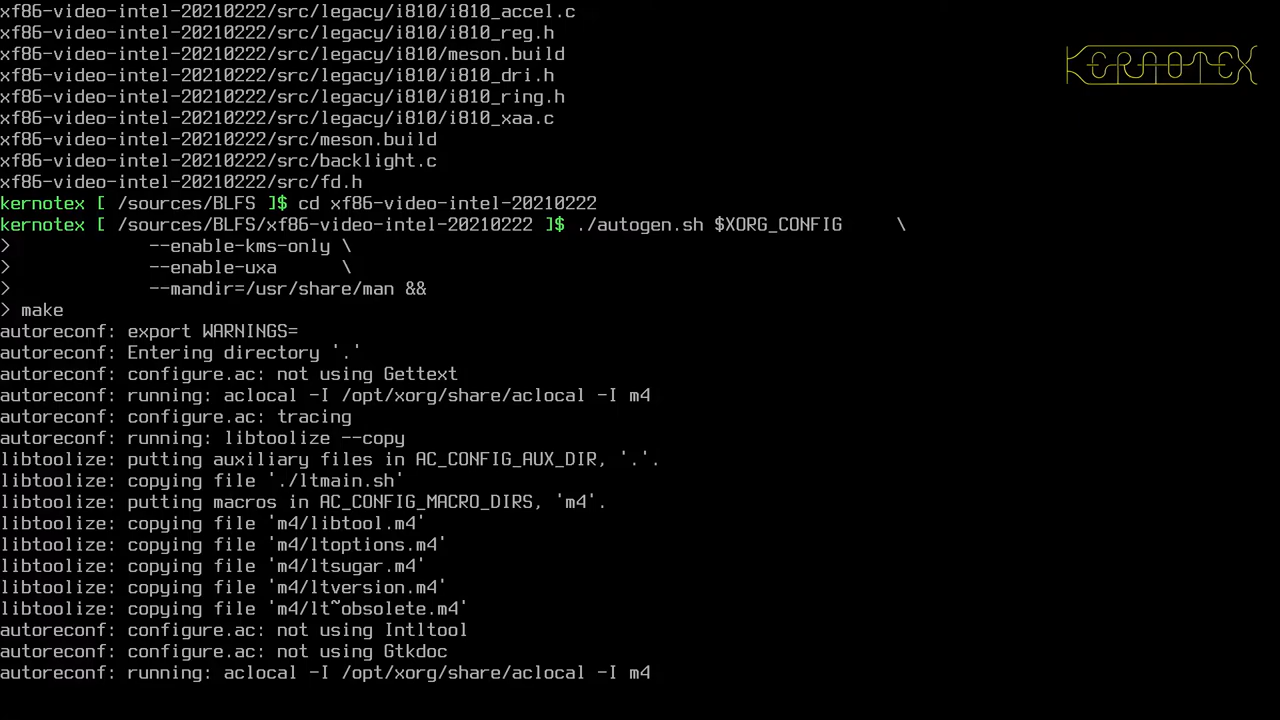 xf86-video-intel-20210222/src/legacy/i810/i810_accel.c
xf86-video-intel-20210222/src/legacy/i810/i810_reg.h
xf86-video-intel-20210222/src/legacy/i810/meson.build
xf86-video-intel-20210222/src/legacy/i810/i810_dri.h
xf86-video-intel-20210222/src/legacy/i810/i810_ring.h
xf86-video-intel-20210222/src/legacy/i810/i810_xaa.c
xf86-video-intel-20210222/src/meson.build
xf86-video-intel-20210222/src/backlight.c
xf86-video-intel-20210222/src/fd.h
kernotex [ /sources/BLFS ]$ cd xf86-video-intel-20210222
kernotex [ /sources/BLFS/xf86-video-intel-20210222 ]$ ./autogen.sh $XORG_CONFIG     \
>             --enable-kms-only \
>             --enable-uxa      \
>             --mandir=/usr/share/man &&
> make
autoreconf: export WARNINGS=
autoreconf: Entering directory '.'
autoreconf: configure.ac: not using Gettext
autoreconf: running: aclocal -I /opt/xorg/share/aclocal -I m4
autoreconf: configure.ac: tracing
autoreconf: running: libtoolize --copy
libtoolize: putting auxiliary files in AC_CONFIG_AUX_DIR, '.'.
libtoolize: copying file './ltmain.sh'
libtoolize: putting macros in AC_CONFIG_MACRO_DIRS, 'm4'.
libtoolize: copying file 'm4/libtool.m4'
libtoolize: copying file 'm4/ltoptions.m4'
libtoolize: copying file 'm4/ltsugar.m4'
libtoolize: copying file 'm4/ltversion.m4'
libtoolize: copying file 'm4/lt~obsolete.m4'
autoreconf: configure.ac: not using Intltool
autoreconf: configure.ac: not using Gtkdoc
autoreconf: running: aclocal -I /opt/xorg/share/aclocal -I m4
KERNOTEX